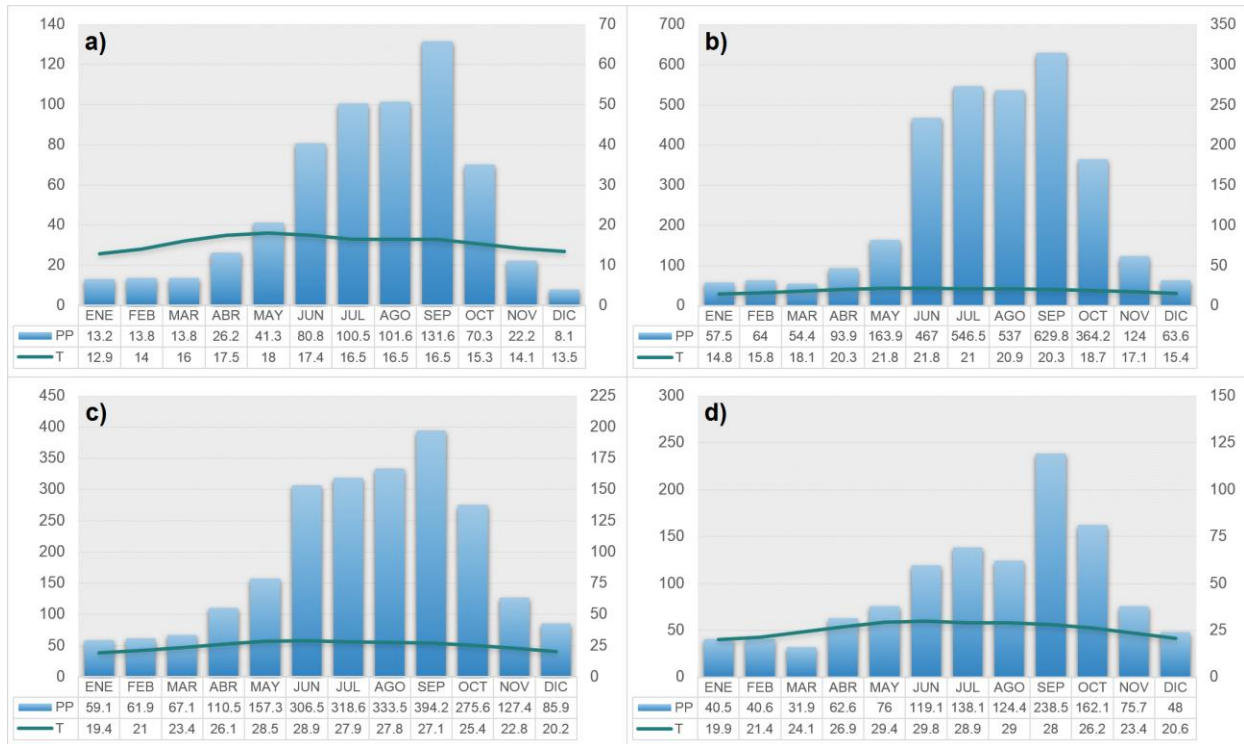 a)
140 70
120 60
100 50
80 40
60 30
40 20
20 10
0 0
ENE FEB MAR ABR MAY JUN JUL AGO SEP OCT NOV DIC
PP 13.2 13.8 13.8 26.2 41.3 80.8 100.5 101.6 131.6 70.3 22.2 8.1
T 12.9 14 16 17.5 18 17.4 16.5 16.5 16.5 15.3 14.1 13.5
b)
700 350
600 300
500 250
400 200
300 150
200 100
100 50
0 0
ENE FEB MAR ABR MAY JUN JUL AGO SEP OCT NOV DIC
PP 57.5 64 54.4 93.9 163.9 467 546.5 537 629.8 364.2 124 63.6
T 14.8 15.8 18.1 20.3 21.8 21.8 21 20.9 20.3 18.7 17.1 15.4
c)
450 225
400 200
350 175
300 150
250 125
200 100
150 75
100 50
50 25
0 0
ENE FEB MAR ABR MAY JUN JUL AGO SEP OCT NOV DIC
PP 59.1 61.9 67.1 110.5 157.3 306.5 318.6 333.5 394.2 275.6 127.4 85.9
T 19.4 21 23.4 26.1 28.5 28.9 27.9 27.8 27.1 25.4 22.8 20.2
d)
300 150
250 125
200 100
150 75
100 50
50 25
0 0
ENE FEB MAR ABR MAY JUN JUL AGO SEP OCT NOV DIC
PP 40.5 40.6 31.9 62.6 76 119.1 138.1 124.4 238.5 162.1 75.7 48
T 19.9 21.4 24.1 26.9 29.4 29.8 28.9 29 28 26.2 23.4 20.6